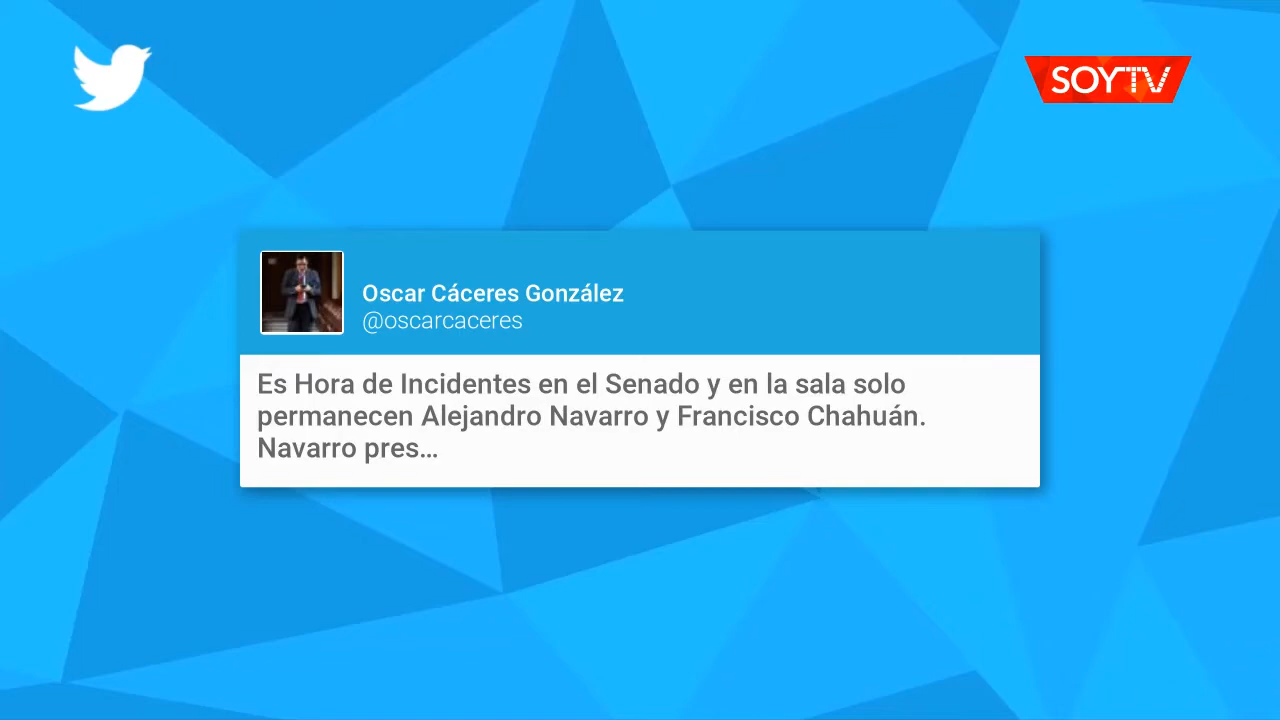 SOYTV
Oscar Cáceres González
@oscarcaceres
Es Hora de Incidentes en el Senado y en la sala solo
permanecen Alejandro Navarro y Francisco Chahuán.
Navarro pres...